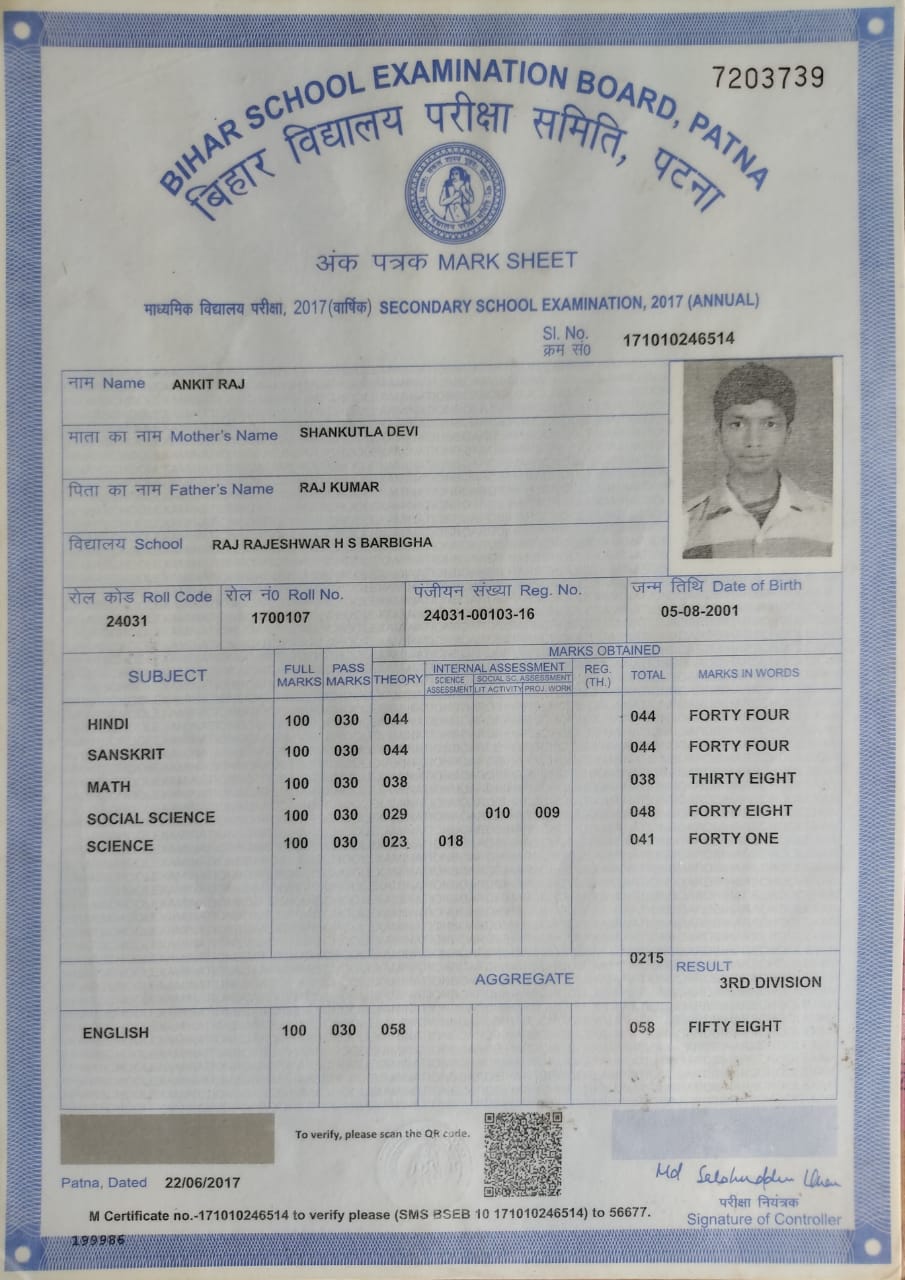 7203739
BIHAR SCHOOL EXAMINATION BOARD, PATNA
बिहार विद्यालय परीक्षा समिति, पटना
अंक पत्रक MARK SHEET
माध्यमिक विद्यालय परीक्षा, 2017(वार्षिक) SECONDARY SCHOOL EXAMINATION, 2017 (ANNUAL)
Sl. No.
क्रम सं0 171010246514
नाम Name ANKIT RAJ
माता का नाम Mother's Name SHANKUTLA DEVI
पिता का नाम Father's Name RAJ KUMAR
विद्यालय School RAJ RAJESHWAR H S BARBIGHA
रोल कोड Roll Code रोल नं0 Roll No. पंजीयन संख्या Reg. No. जन्म तिथि Date of Birth
24031 1700107 24031-00103-16 05-08-2001
MARKS OBTAINED
SUBJECT FULL MARKS PASS MARKS THEORY INTERNAL ASSESSMENT REG. (TH.) TOTAL MARKS IN WORDS
SCIENCE ASSESSMENT SOCIAL SC. ASSESSMENT
LIT ACTIVITY PROJ. WORK
HINDI 100 030 044 044 FORTY FOUR
SANSKRIT 100 030 044 044 FORTY FOUR
MATH 100 030 038 038 THIRTY EIGHT
SOCIAL SCIENCE 100 030 029 010 009 048 FORTY EIGHT
SCIENCE 100 030 023 018 041 FORTY ONE
AGGREGATE 0215 RESULT
3RD DIVISION
ENGLISH 100 030 058 058 FIFTY EIGHT
To verify, please scan the QR code.
Patna, Dated 22/06/2017
परीक्षा नियंत्रक
Signature of Controller
M Certificate no.-171010246514 to verify please (SMS BSEB 10 171010246514) to 56677.
199986